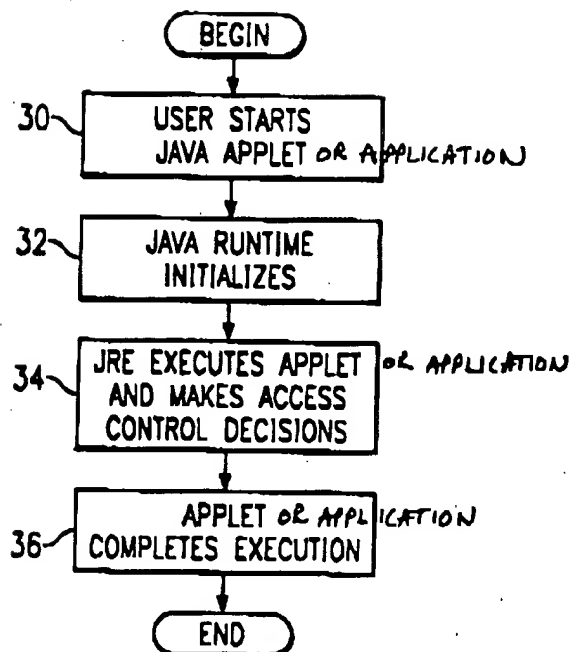 BEGIN
30
USER STARTS
JAVA APPLET OR APPLICATION
32
JAVA RUNTIME
INITIALIZES
34
JRE EXECUTES APPLET OR APPLICATION
AND MAKES ACCESS
CONTROL DECISIONS
36
APPLET OR APPLICATION
COMPLETES EXECUTION
END